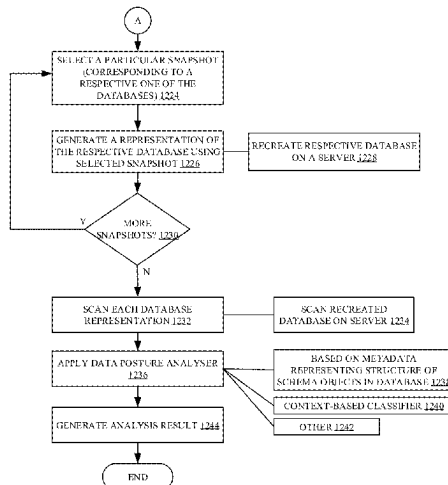 A
SELECT A PARTICULAR SNAPSHOT
(CORRESPONDING TO A
RESPECTIVE ONE OF THE
DATABASES) 1224
GENERATE A REPRESENTATION OF
THE RESPECTIVE DATABASE USING
SELECTED SNAPSHOT 1226
RECREATE RESPECTIVE DATABASE
ON A SERVER 1228
Y
MORE
SNAPSHOTS? 1230
N
SCAN EACH DATABASE
REPRESENTATION 1232
SCAN RECREATED
DATABASE ON SERVER 1234
APPLY DATA POSTURE ANALYSER
1236
BASED ON METADATA
REPRESENTING STRUCTURE OF
SCHEMA OBJECTS IN DATABASE 1238
CONTEXT-BASED CLASSIFIER 1240
OTHER 1242
GENERATE ANALYSIS RESULT 1244
END